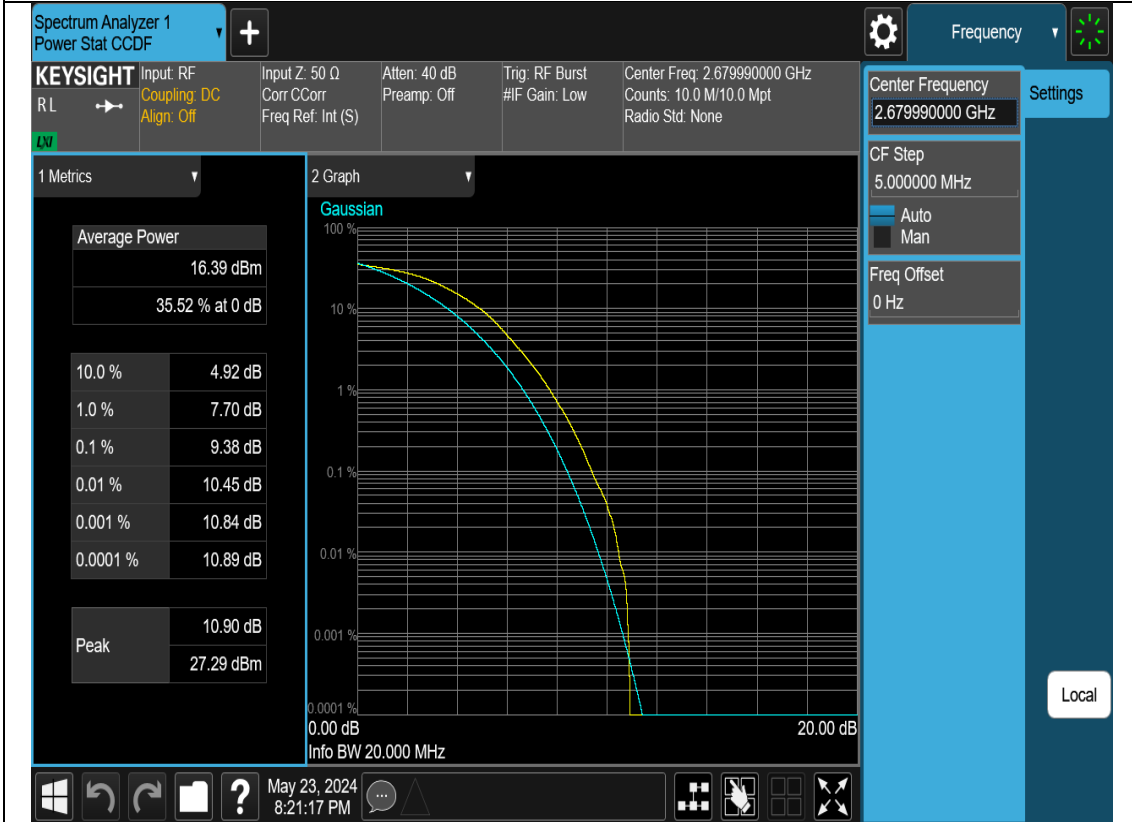 Spectrum Analyzer 1
Power Stat CCDF
Frequency
KEYSIGHT
RL
LXI
Input: RF
Coupling: DC
Align: Off
Input Z: 50 Ω
Corr CCorr
Freq Ref: Int (S)
Atten: 40 dB
Preamp: Off
Trig: RF Burst
#IF Gain: Low
Center Freq: 2.679990000 GHz
Counts: 10.0 M/10.0 Mpt
Radio Std: None
1 Metrics
Average Power
16.39 dBm
35.52 % at 0 dB
10.0 % 4.92 dB
1.0 % 7.70 dB
0.1 % 9.38 dB
0.01 % 10.45 dB
0.001 % 10.84 dB
0.0001 % 10.89 dB
Peak
10.90 dB
27.29 dBm
2 Graph
Gaussian
100 %
10 %
1 %
0.1 %
0.01 %
0.001 %
0.0001 %
0.00 dB 20.00 dB
Info BW 20.000 MHz
Center Frequency
2.679990000 GHz
CF Step
5.000000 MHz
Auto
Man
Freq Offset
0 Hz
Settings
Local
?
May 23, 2024
8:21:17 PM